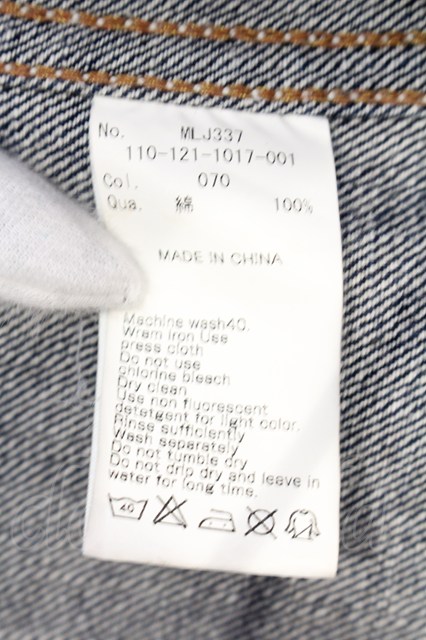 No. MLJ337
110-121-1017-001
Col. 070
Qua. 綿 100%
MADE IN CHINA
Machine wash40.
Wram iron Use
press cloth
Do not use
chlorine bleach
Dry clean
Use non fluorescent
detetgent for light color.
Rinse sufficiently
Wash separately
Do not tumble dry
Do not drip dry and leave in
water for long time.
40